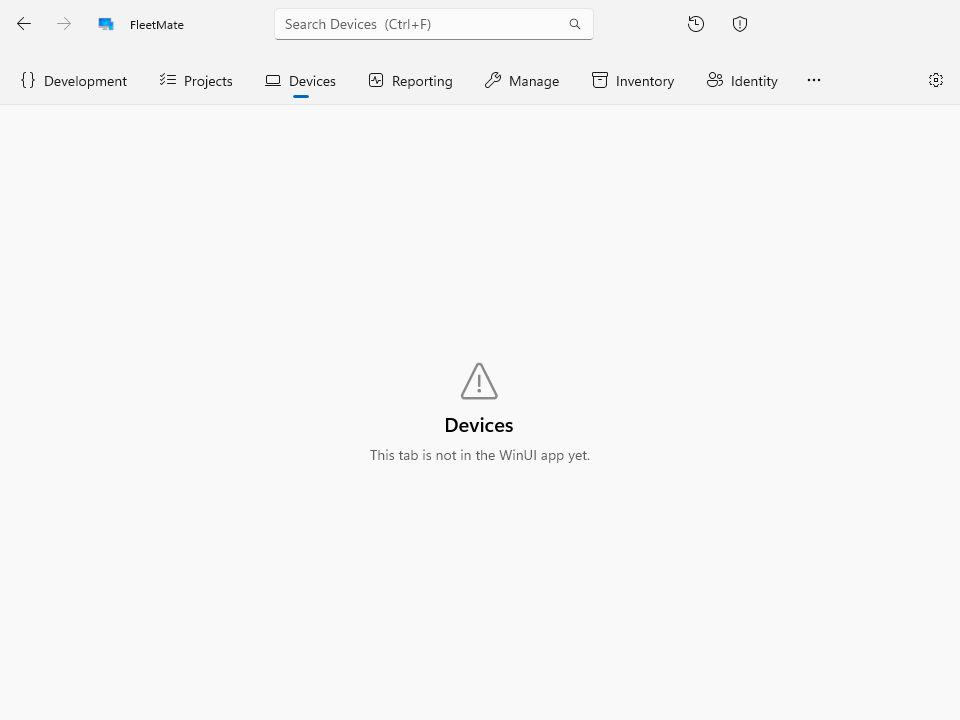 FleetMate
Search Devices (Ctrl+F)
Development
Projects
Devices
Reporting
Manage
Inventory
Identity
Devices
This tab is not in the WinUI app yet.